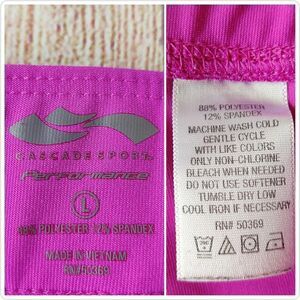 CASCADE SPORT
Performance
L
88% POLYESTER 12% SPANDEX
MADE IN VIETNAM
RN#50369
88% POLYESTER
12% SPANDEX
MACHINE WASH COLD
GENTLE CYCLE
WITH LIKE COLORS
ONLY NON-CHLORINE
BLEACH WHEN NEEDED
DO NOT USE SOFTENER
TUMBLE DRY LOW
COOL IRON IF NECESSARY
RN# 50369